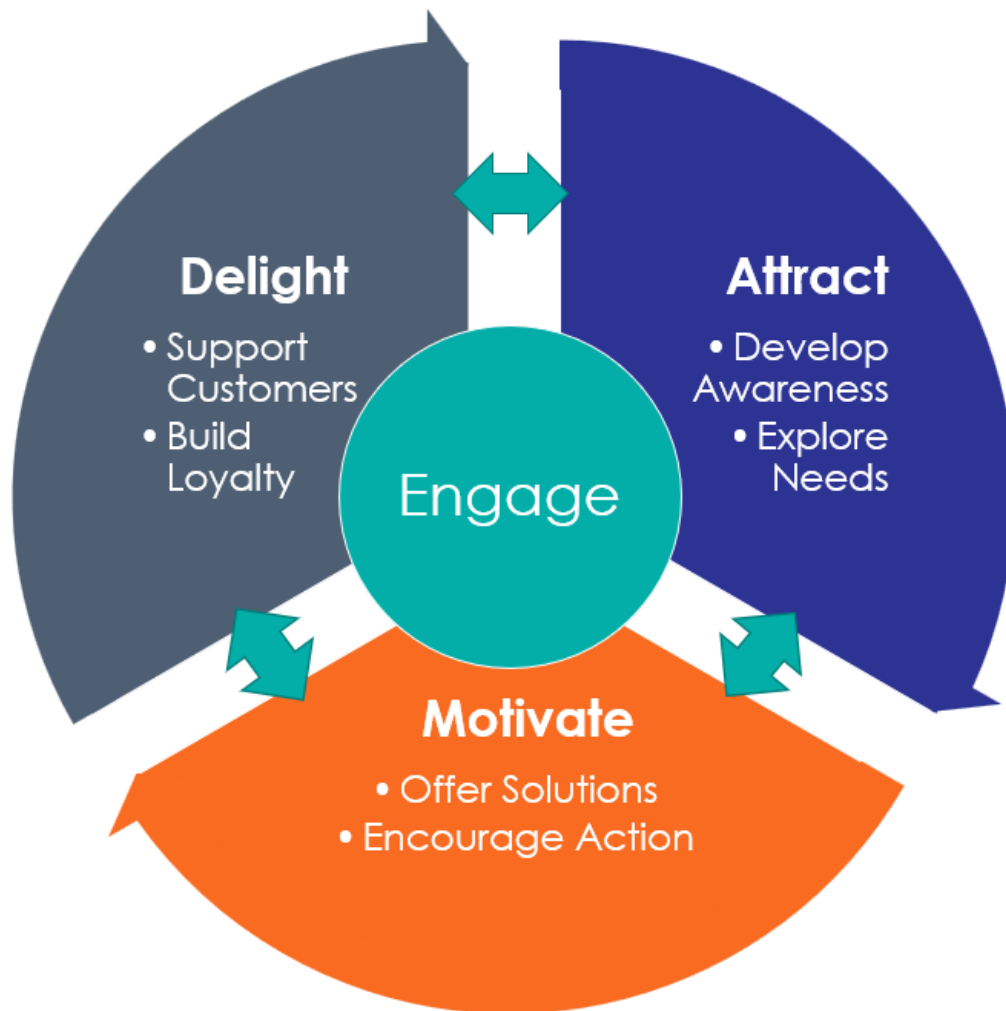 Delight
• Support
Customers
• Build
Loyalty
Attract
• Develop
Awareness
• Explore
Needs
Engage
Motivate
• Offer Solutions
• Encourage Action